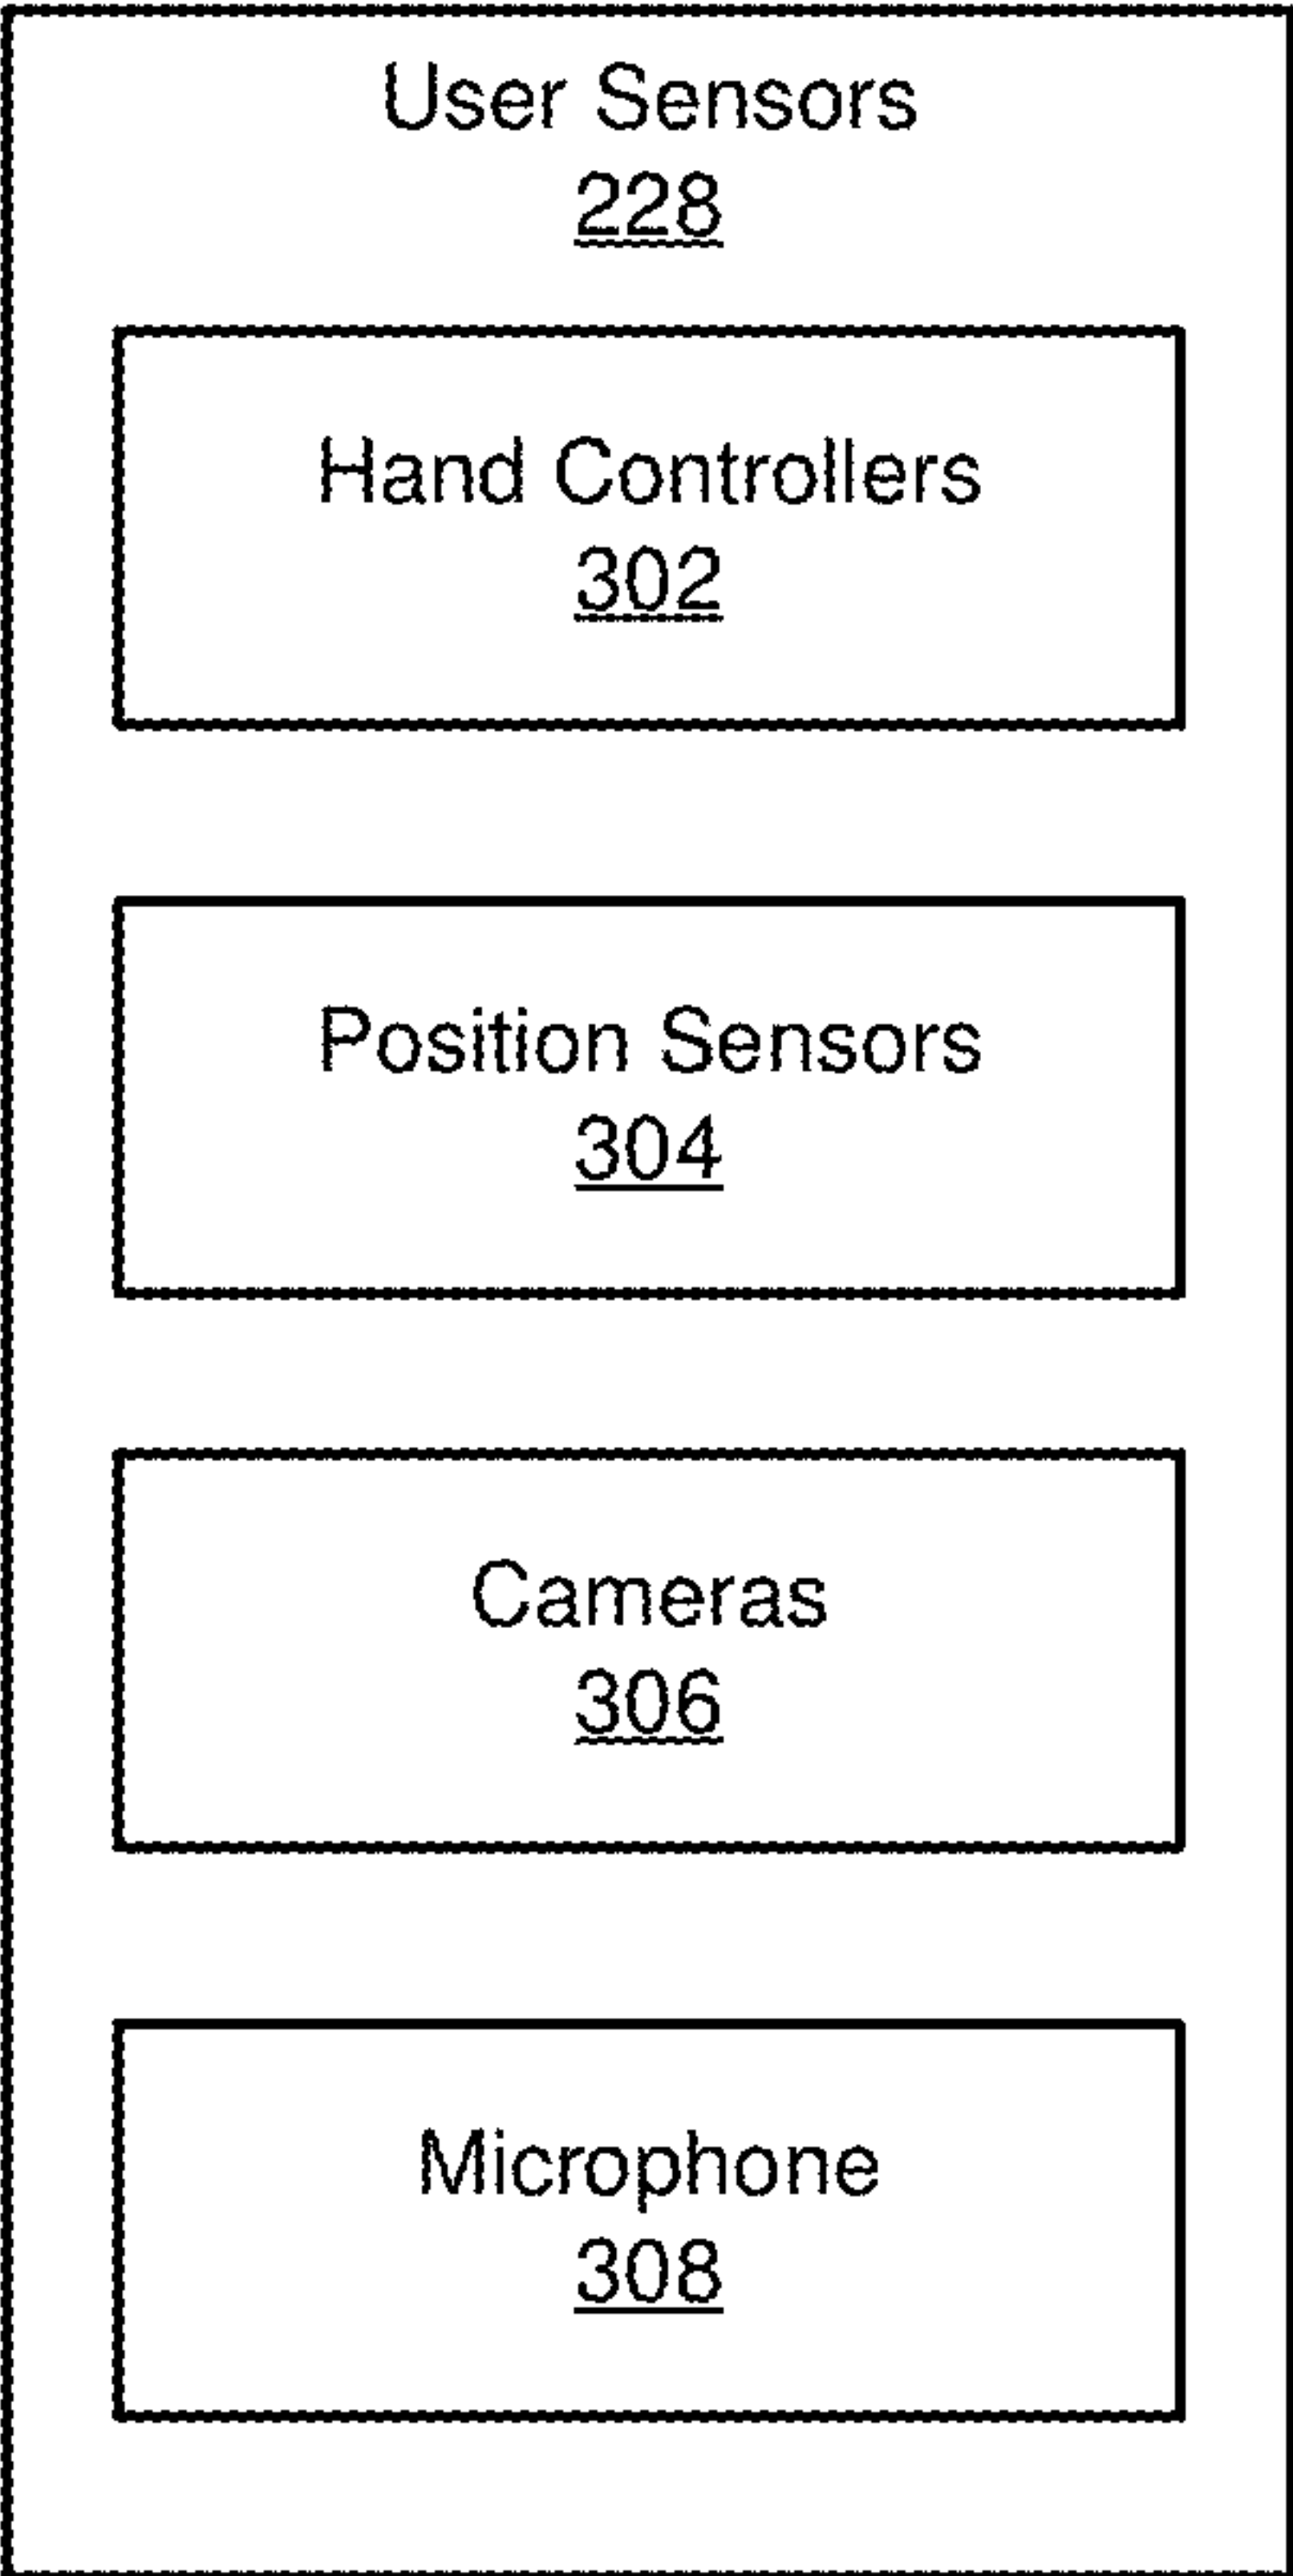 User Sensors
228
Hand Controllers
302
Position Sensors
304
Cameras
306
Microphone
308